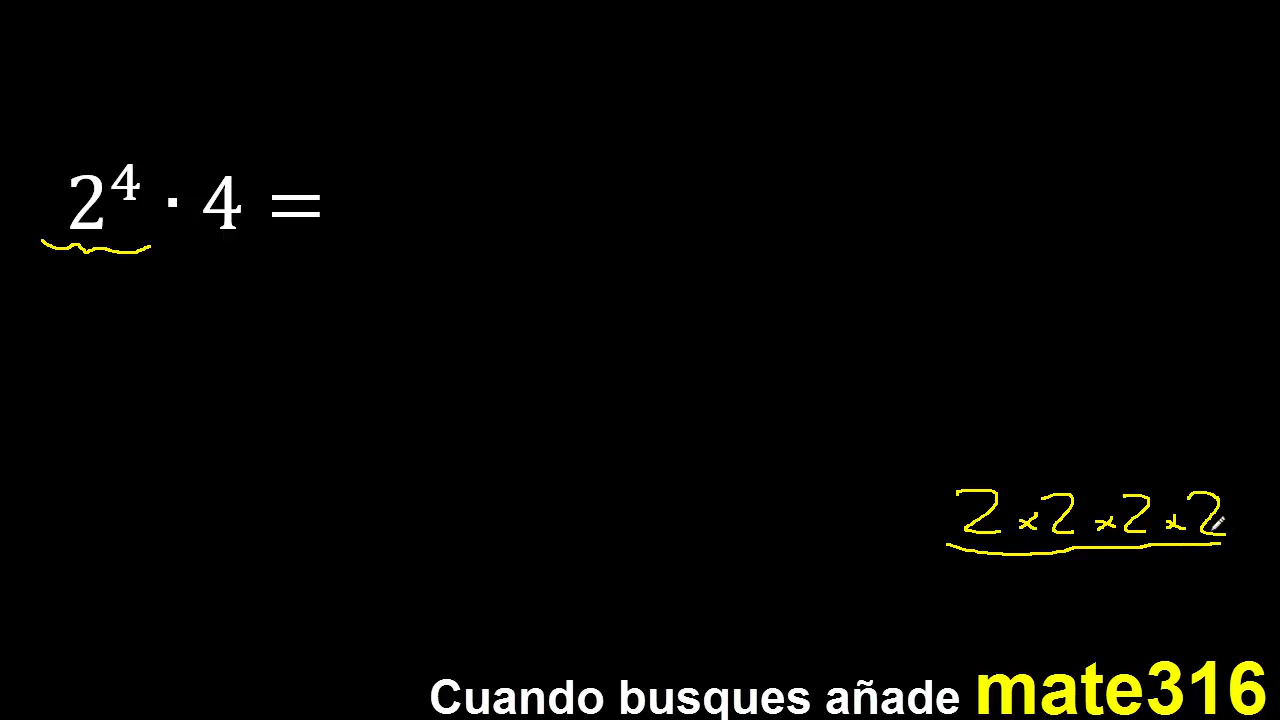 2⁴ · 4 =
2 × 2 × 2 × 2
Cuando busques añade mate316